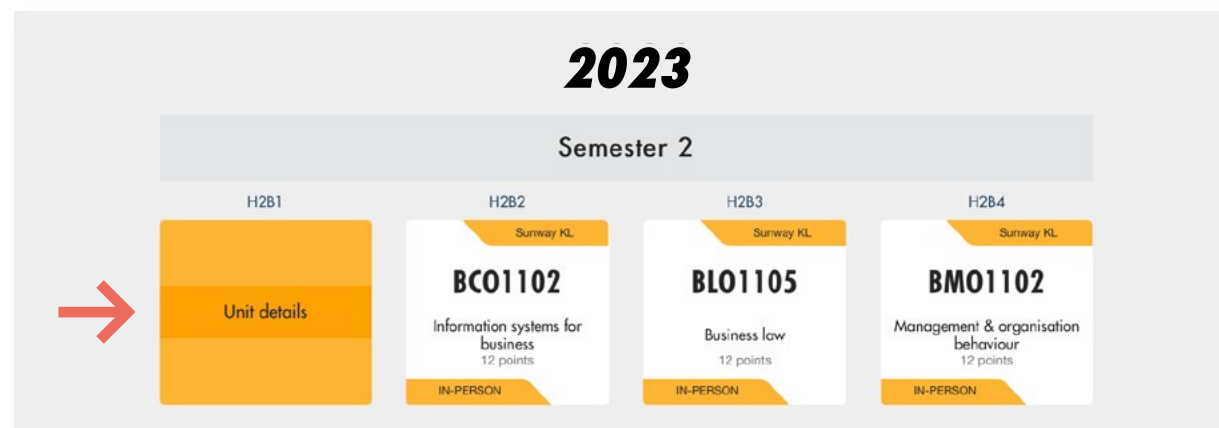 2023
Semester 2
H2B1 H2B2 H2B3 H2B4
Unit details
Sunway KL
BCO1102
Information systems for
business
12 points
IN-PERSON
Sunway KL
BLO1105
Business law
12 points
IN-PERSON
Sunway KL
BMO1102
Management & organisation
behaviour
12 points
IN-PERSON